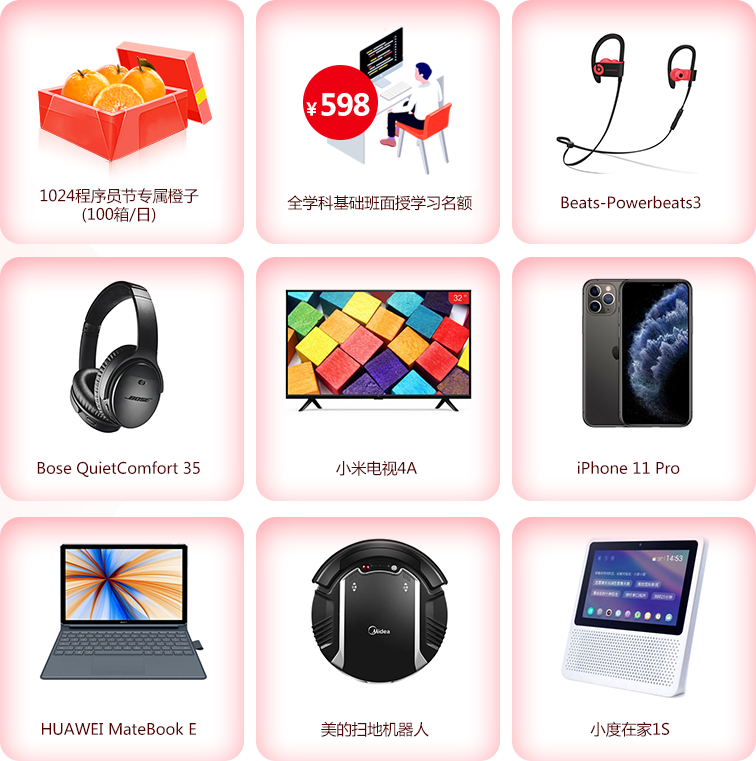 ¥598
1024程序员节专属橙子
(100箱/日)
全学科基础班面授学习名额
Beats-Powerbeats3
BOSE
32"
Bose QuietComfort 35
小米电视4A
iPhone 11 Pro
Midea
14:53
HUAWEI MateBook E
美的扫地机器人
小度在家1S